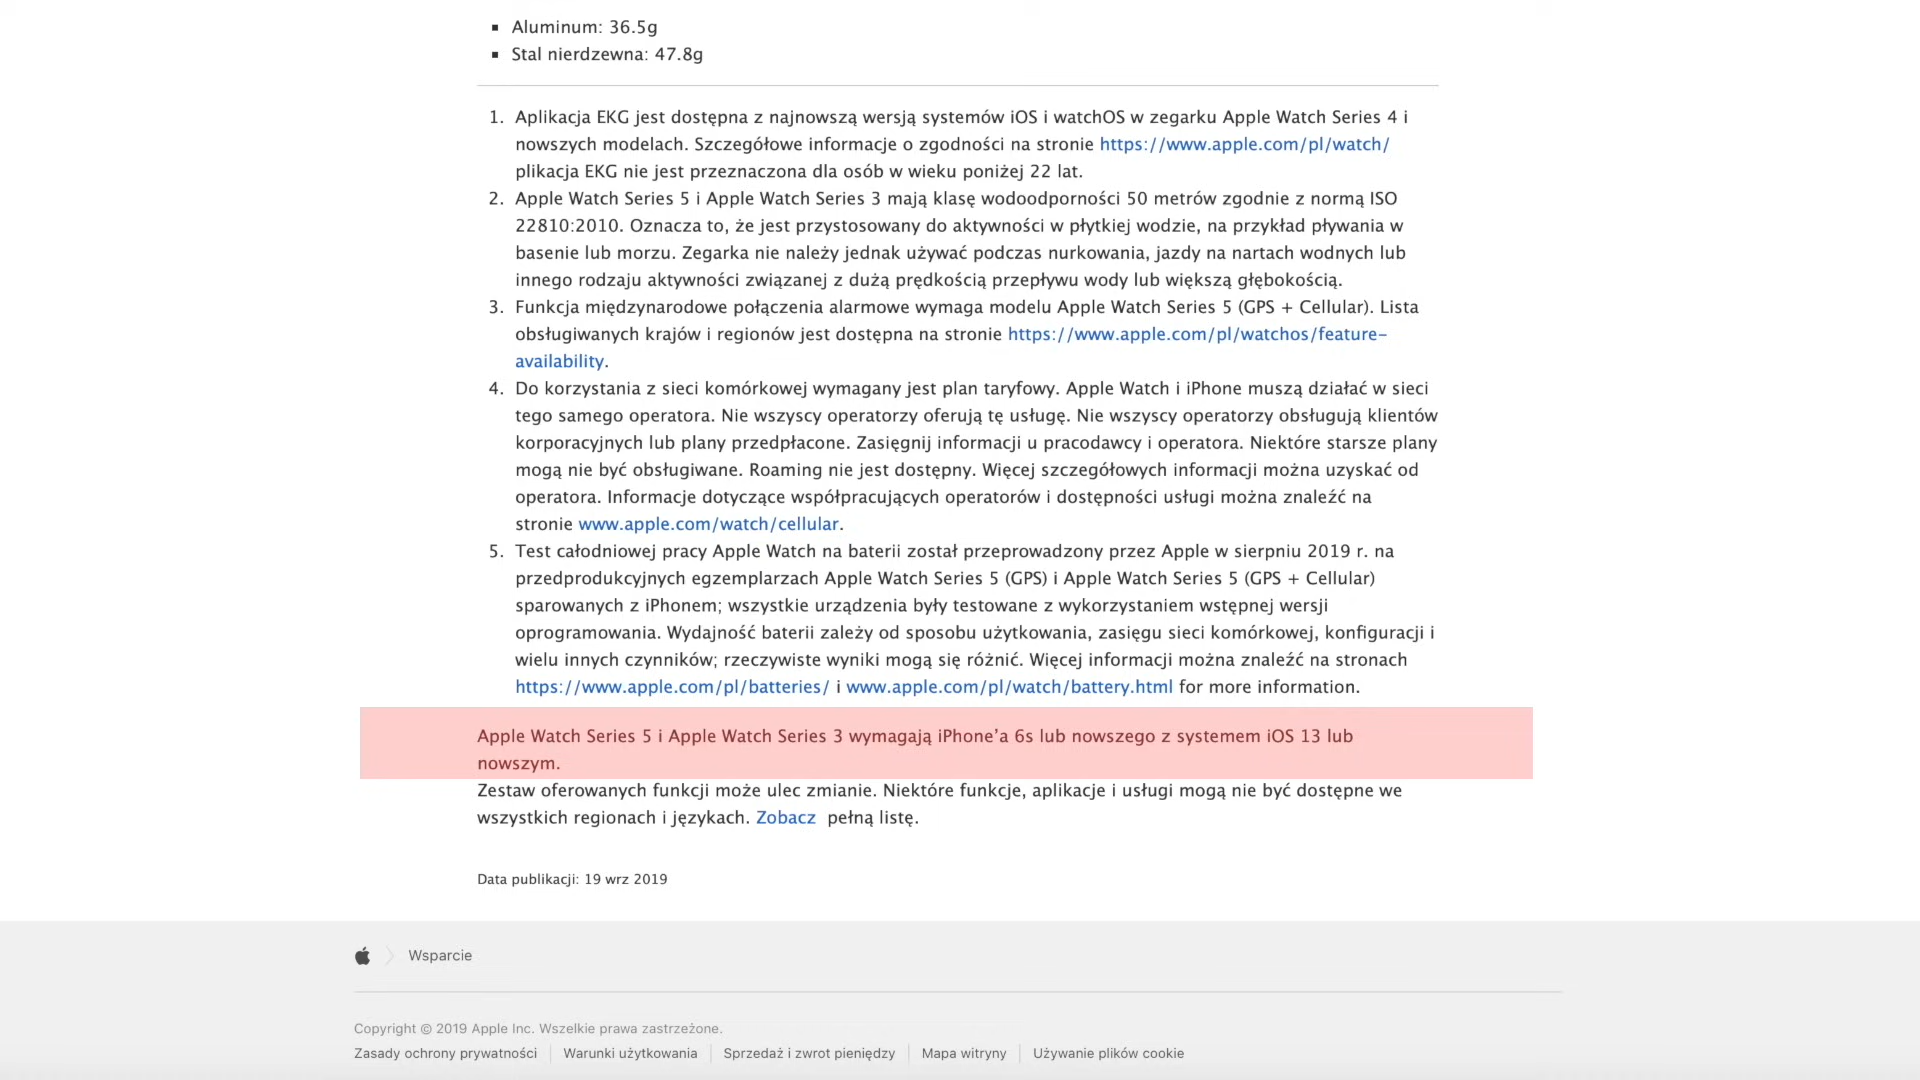 Aluminum: 36.5g
Stal nierdzewna: 47.8g
1. Aplikacja EKG jest dostępna z najnowszą wersją systemów iOS i watchOS w zegarku Apple Watch Series 4 i
nowszych modelach. Szczegółowe informacje o zgodności na stronie https://www.apple.com/pl/watch/
plikacja EKG nie jest przeznaczona dla osób w wieku poniżej 22 lat.
2. Apple Watch Series 5 i Apple Watch Series 3 mają klasę wodoodporności 50 metrów zgodnie z normą ISO
22810:2010. Oznacza to, że jest przystosowany do aktywności w płytkiej wodzie, na przykład pływania w
basenie lub morzu. Zegarka nie należy jednak używać podczas nurkowania, jazdy na nartach wodnych lub
innego rodzaju aktywności związanej z dużą prędkością przepływu wody lub większą głębokością.
3. Funkcja międzynarodowe połączenia alarmowe wymaga modelu Apple Watch Series 5 (GPS + Cellular). Lista
obsługiwanych krajów i regionów jest dostępna na stronie https://www.apple.com/pl/watchos/feature-
availability.
4. Do korzystania z sieci komórkowej wymagany jest plan taryfowy. Apple Watch i iPhone muszą działać w sieci
tego samego operatora. Nie wszyscy operatorzy oferują tę usługę. Nie wszyscy operatorzy obsługują klientów
korporacyjnych lub plany przedpłacone. Zasięgnij informacji u pracodawcy i operatora. Niektóre starsze plany
mogą nie być obsługiwane. Roaming nie jest dostępny. Więcej szczegółowych informacji można uzyskać od
operatora. Informacje dotyczące współpracujących operatorów i dostępności usługi można znaleźć na
stronie www.apple.com/watch/cellular.
5. Test całodniowej pracy Apple Watch na baterii został przeprowadzony przez Apple w sierpniu 2019 r. na
przedprodukcyjnych egzemplarzach Apple Watch Series 5 (GPS) i Apple Watch Series 5 (GPS + Cellular)
sparowanych z iPhonem; wszystkie urządzenia były testowane z wykorzystaniem wstępnej wersji
oprogramowania. Wydajność baterii zależy od sposobu użytkowania, zasięgu sieci komórkowej, konfiguracji i
wielu innych czynników; rzeczywiste wyniki mogą się różnić. Więcej informacji można znaleźć na stronach
https://www.apple.com/pl/batteries/ i www.apple.com/pl/watch/battery.html for more information.
Apple Watch Series 5 i Apple Watch Series 3 wymagają iPhone’a 6s lub nowszego z systemem iOS 13 lub
nowszym.
Zestaw oferowanych funkcji może ulec zmianie. Niektóre funkcje, aplikacje i usługi mogą nie być dostępne we
wszystkich regionach i językach. Zobacz pełną listę.
Data publikacji: 19 wrz 2019
Wsparcie
Copyright © 2019 Apple Inc. Wszelkie prawa zastrzeżone.
Zasady ochrony prywatności Warunki użytkowania Sprzedaż i zwrot pieniędzy Mapa witryny Używanie plików cookie